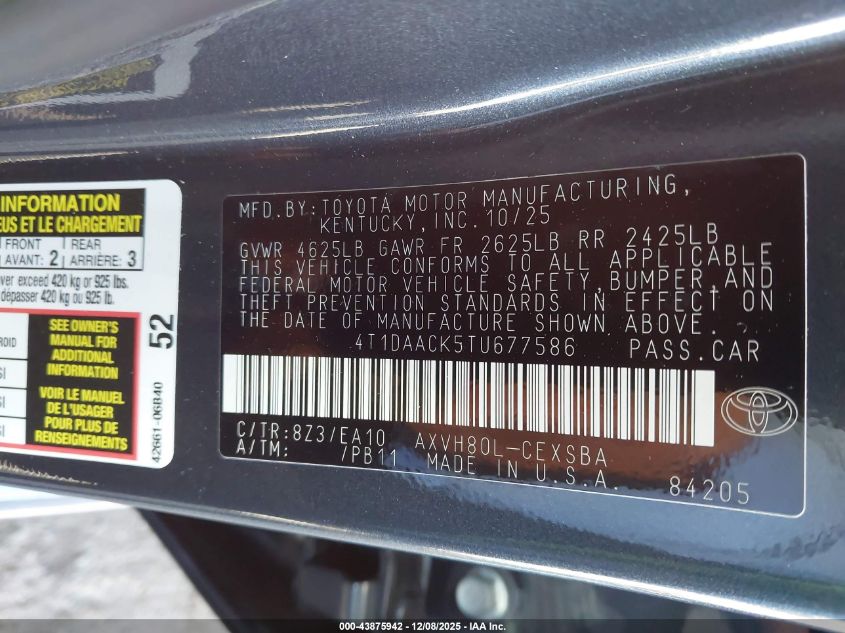 INFORMATION
EUS ET LE CHARGEMENT
FRONT REAR
AVANT: 2 ARRIÈRE: 3
ver exceed 420 kg or 925 lbs.
dépasser 420 kg ou 925 lb.
SEE OWNER'S
MANUAL FOR
ADDITIONAL
INFORMATION
VOIR LE MANUEL
DE L'USAGER
POUR PLUS DE
RENSEIGNEMENTS
52
42661-06B40
MFD. BY: TOYOTA MOTOR MANUFACTURING,
KENTUCKY, INC. 10/25
GVWR 4625LB GAWR FR 2625LB RR 2425LB
THIS VEHICLE CONFORMS TO ALL APPLICABLE
FEDERAL MOTOR VEHICLE SAFETY, BUMPER, AND
THEFT PREVENTION STANDARDS IN EFFECT ON
THE DATE OF MANUFACTURE SHOWN ABOVE.
4T1DAACK5TU677586 PASS.CAR
C/TR: 8Z3/EA10 AXVH80L-CEXSBA
A/TM: /PB11 MADE IN U.S.A. 84205
000-43875942 - 12/08/2025 - IAA Inc.